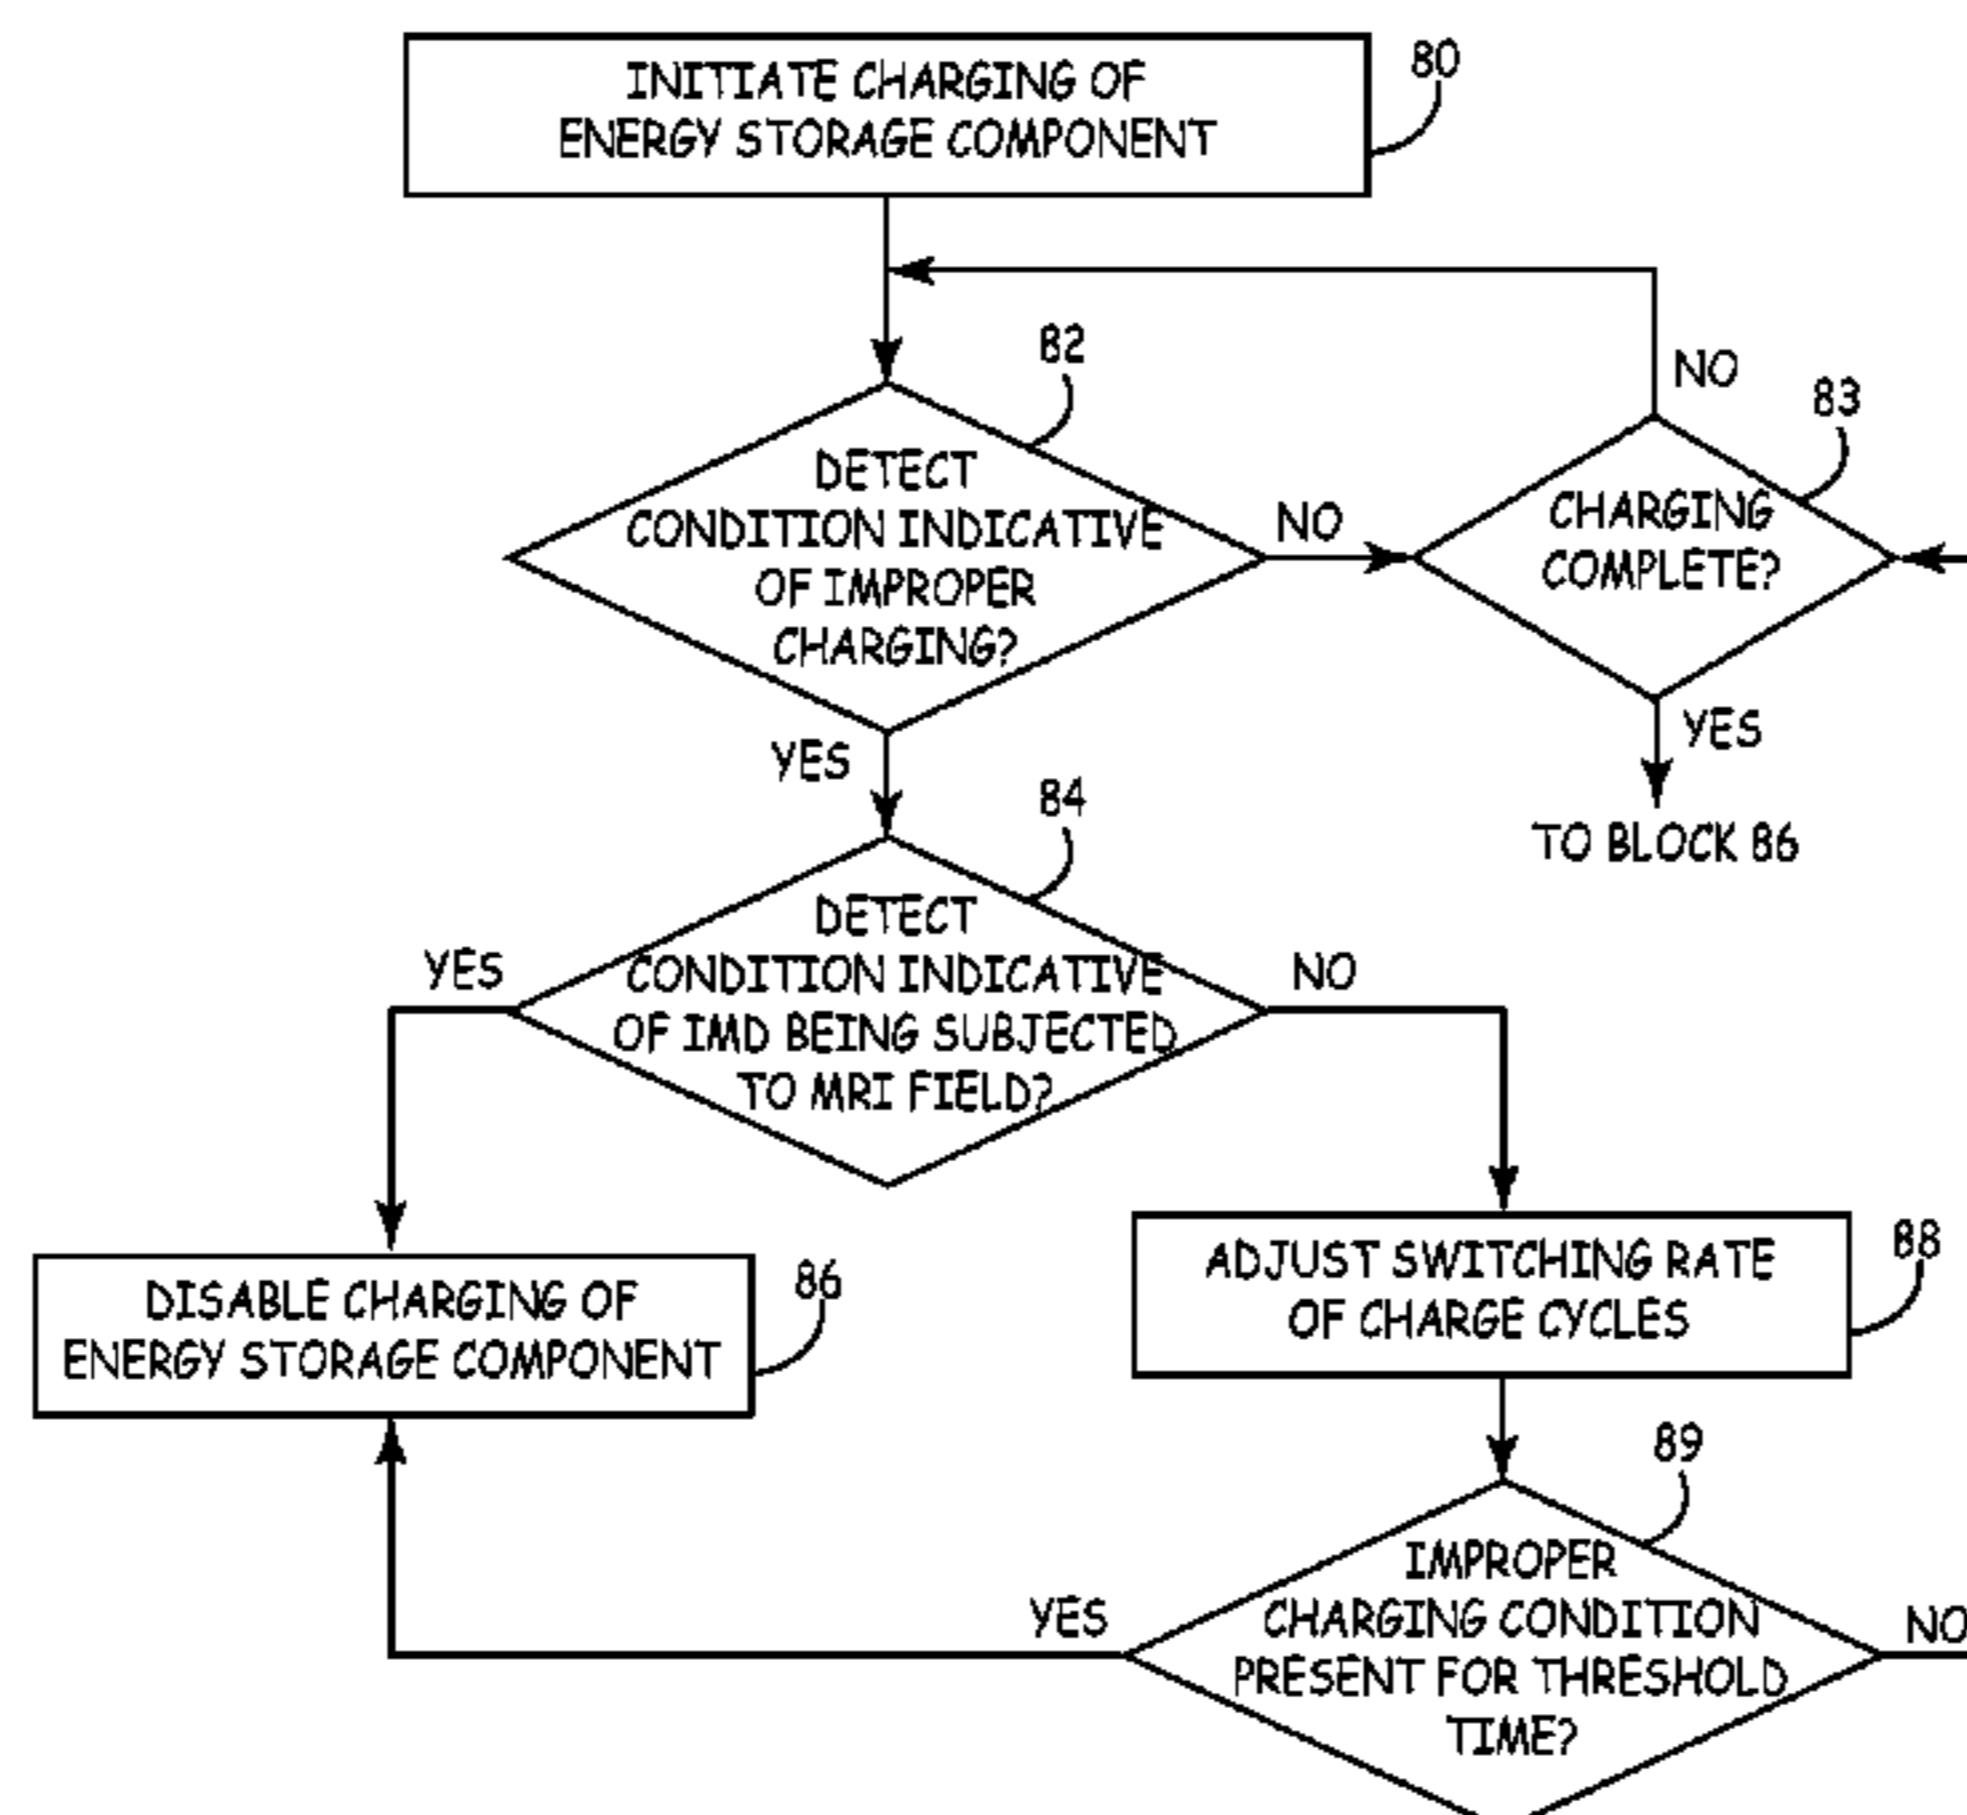 INITIATE CHARGING OF
ENERGY STORAGE COMPONENT
80
82
DETECT
CONDITION INDICATIVE
OF IMPROPER
CHARGING?
NO
NO
83
CHARGING
COMPLETE?
YES
TO BLOCK 86
YES
84
DETECT
CONDITION INDICATIVE
OF IMD BEING SUBJECTED
TO MRI FIELD?
YES
NO
DISABLE CHARGING OF
ENERGY STORAGE COMPONENT
86
ADJUST SWITCHING RATE
OF CHARGE CYCLES
88
89
IMPROPER
CHARGING CONDITION
PRESENT FOR THRESHOLD
TIME?
YES
NO